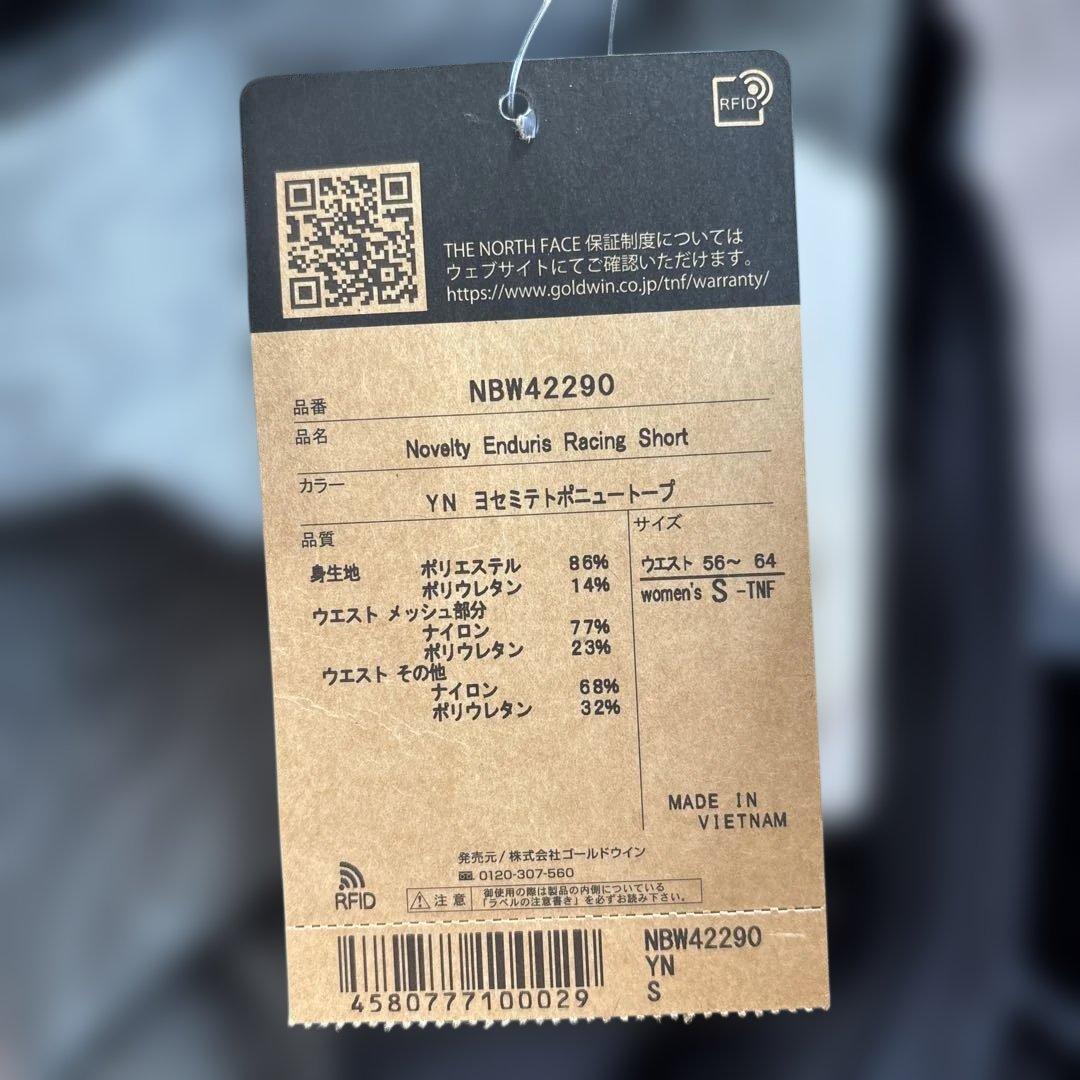 RFID
THE NORTH FACE 保証制度については
ウェブサイトにてご確認いただけます。
https://www.goldwin.co.jp/tnf/warranty/
品番 NBW42290
品名 Novelty Enduris Racing Short
カラー YN ヨセミテトポニュートープ
品質
身生地 ポリエステル 86%
ポリウレタン 14%
ウエスト メッシュ部分
ナイロン 77%
ポリウレタン 23%
ウエスト その他
ナイロン 68%
ポリウレタン 32%
サイズ
ウエスト 56～ 64
women's S -TNF
MADE IN
VIETNAM
発売元/株式会社ゴールドウイン
0120-307-560
RFID
注意
御使用の際は製品の内側についている
「ラベルの注意書き」を必ずお読み下さい。
4580777100029
NBW42290
YN
S